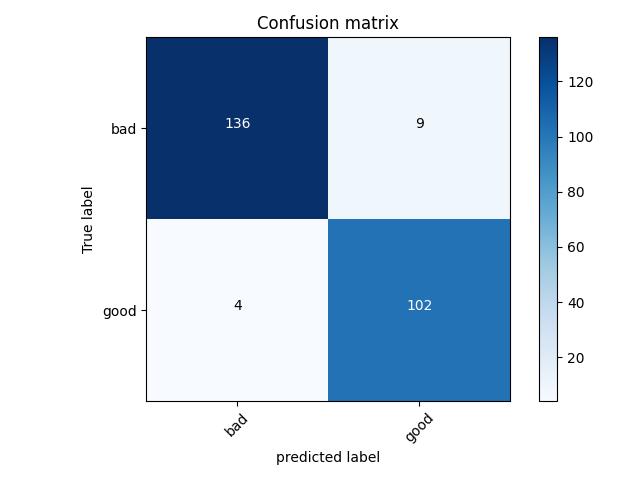 Confusion matrix
True label
bad
136
9
good
4
102
bad
good
predicted label
120
100
80
60
40
20